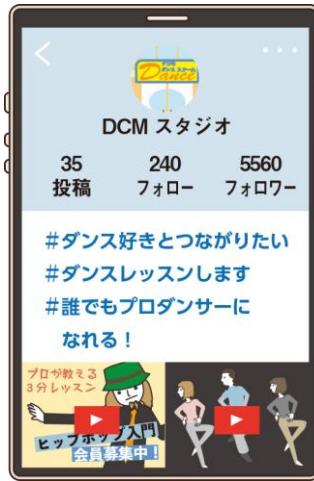 Dance
DCM スタジオ
35 240 5560
投稿 フォロー フォロワー
#ダンス好きとつながりたい
#ダンスレッスンします
#誰でもプロダンサーに
なれる!
プロが教える
3分レッスン
ヒップホップ入門
会員募集中!